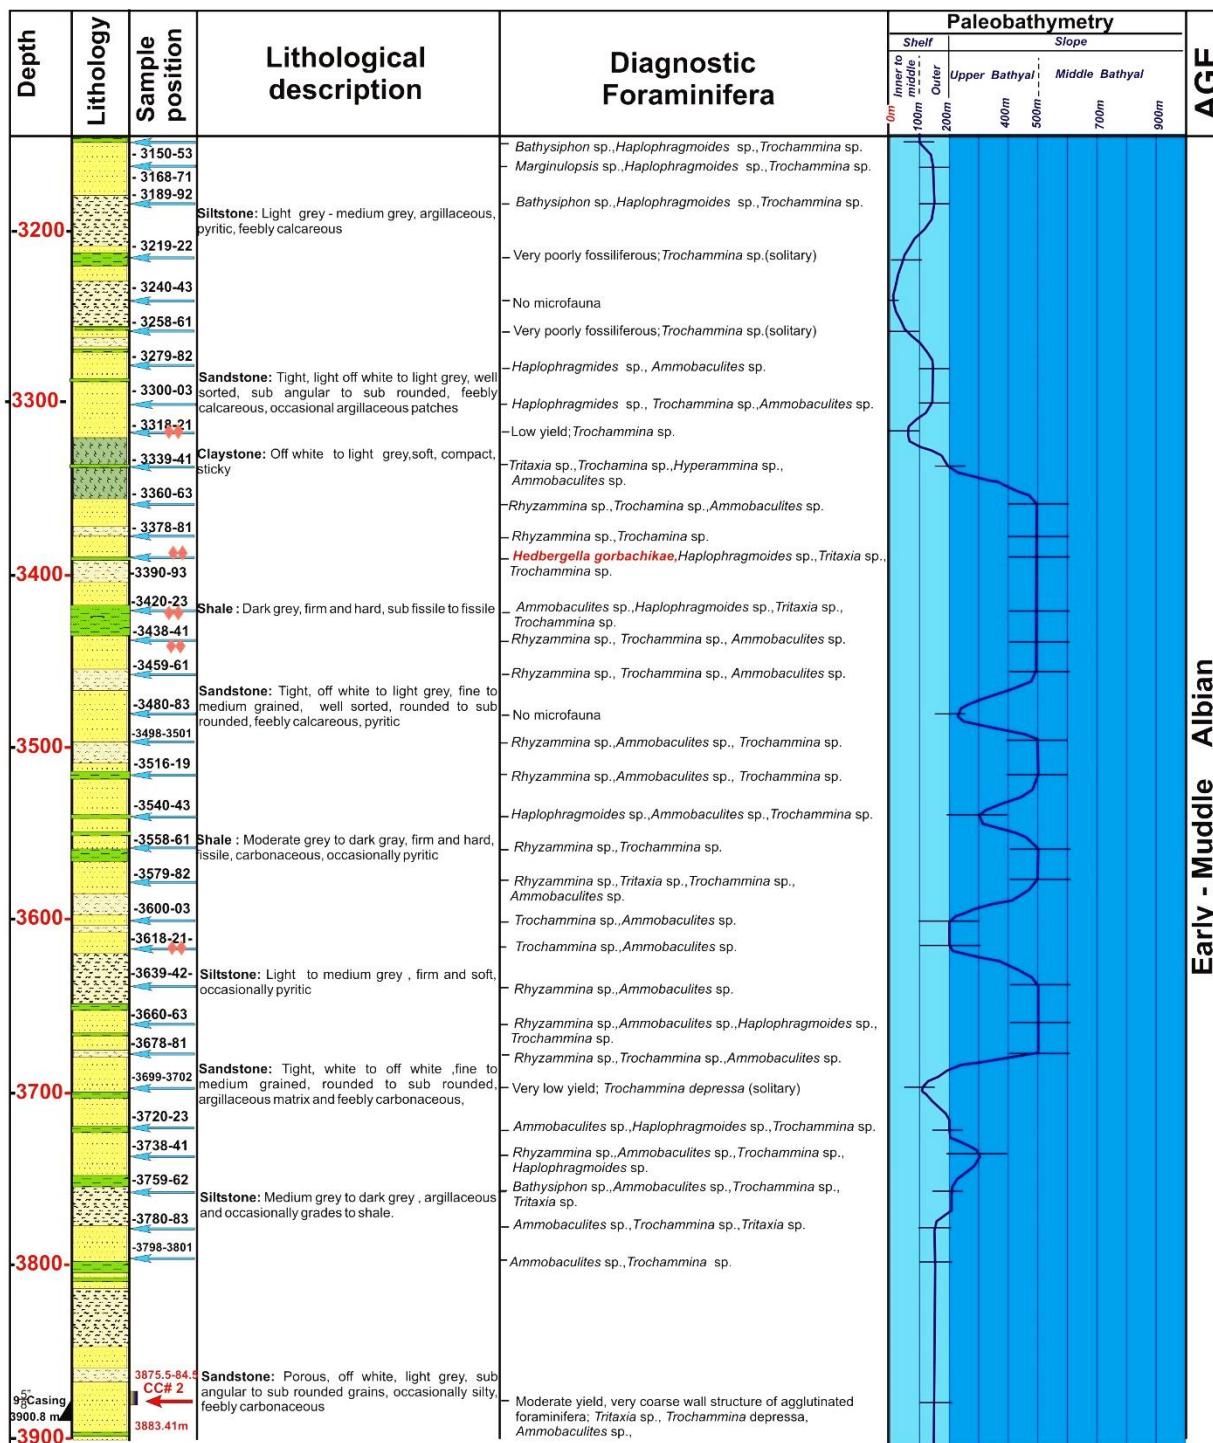 Depth
Lithology
Sample
position
Lithological
description
Diagnostic
Foraminifera
Paleobathymetry
Shelf
Slope
Inner to
middle
Outer
Upper Bathyal
Middle Bathyal
0m
100m
200m
400m
500m
700m
900m
AGE
-3200-
-3300-
-3400-
-3500-
-3600-
-3700-
-3800-
-3900-
- 3150-53
- 3168-71
- 3189-92
- 3219-22
- 3240-43
- 3258-61
- 3279-82
- 3300-03
- 3318-21
- 3339-41
- 3360-63
- 3378-81
-3390-93
-3420-23
-3438-41
-3459-61
-3480-83
-3498-3501
-3516-19
-3540-43
-3558-61
-3579-82
-3600-03
-3618-21-
-3639-42-
-3660-63
-3678-81
-3699-3702
-3720-23
-3738-41
-3759-62
-3780-83
-3798-3801
3875.5-84.5
CC# 2
3883.41m
Casing
3900.8 m
Siltstone: Light grey - medium grey, argillaceous,
pyritic, feebly calcareous
Sandstone: Tight, light off white to light grey, well
sorted, sub angular to sub rounded, feebly
calcareous, occasional argillaceous patches
Claystone: Off white to light grey,soft, compact,
sticky
Shale : Dark grey, firm and hard, sub fissile to fissile
Sandstone: Tight, off white to light grey, fine to
medium grained, well sorted, rounded to sub
rounded, feebly calcareous, pyritic
Shale : Moderate grey to dark gray, firm and hard,
fissile, carbonaceous, occasionally pyritic
Siltstone: Light to medium grey , firm and soft,
occasionally pyritic
Sandstone: Tight, white to off white ,fine to
medium grained, rounded to sub rounded,
argillaceous matrix and feebly carbonaceous,
Siltstone: Medium grey to dark grey , argillaceous
and occasionally grades to shale.
Sandstone: Porous, off white, light grey, sub
angular to sub rounded grains, occasionally silty,
feebly carbonaceous
Bathysiphon sp.,Haplophragmoides sp.,Trochammina sp.
Marginulopsis sp.,Haplophragmoides sp.,Trochammina sp.
Bathysiphon sp.,Haplophragmoides sp.,Trochammina sp.
Very poorly fossiliferous;Trochammina sp.(solitary)
No microfauna
Very poorly fossiliferous;Trochammina sp.(solitary)
Haplophragmides sp., Ammobaculites sp.
Haplophragmides sp., Trochammina sp.,Ammobaculites sp.
Low yield;Trochammina sp.
Tritaxia sp.,Trochamina sp.,Hyperammina sp.,
Ammobaculites sp.
Rhyzammina sp.,Trochamina sp.,Ammobaculites sp.
Rhyzammina sp.,Trochamina sp.
Hedbergella gorbachikae,Haplophragmoides sp.,Tritaxia sp.,
Trochammina sp.
Ammobaculites sp.,Haplophragmoides sp.,Tritaxia sp.,
Trochammina sp.
Rhyzammina sp., Trochammina sp., Ammobaculites sp.
Rhyzammina sp., Trochammina sp., Ammobaculites sp.
No microfauna
Rhyzammina sp.,Ammobaculites sp., Trochammina sp.
Rhyzammina sp.,Ammobaculites sp., Trochammina sp.
Haplophragmoides sp.,Ammobaculites sp.,Trochammina sp.
Rhyzammina sp.,Trochammina sp.
Rhyzammina sp.,Tritaxia sp.,Trochammina sp.,
Ammobaculites sp.
Trochammina sp.,Ammobaculites sp.
Trochammina sp.,Ammobaculites sp.
Rhyzammina sp.,Ammobaculites sp.
Rhyzammina sp.,Ammobaculites sp.,Haplophragmoides sp.,
Trochammina sp.
Rhyzammina sp.,Trochammina sp.,Ammobaculites sp.
Very low yield; Trochammina depressa (solitary)
Ammobaculites sp.,Haplophragmoides sp.,Trochammina sp.
Rhyzammina sp.,Ammobaculites sp.,Trochammina sp.,
Haplophragmoides sp.
Bathysiphon sp.,Ammobaculites sp.,Trochammina sp.,
Tritaxia sp.
Ammobaculites sp.,Trochammina sp.,Tritaxia sp.
Ammobaculites sp.,Trochammina sp.
Moderate yield, very coarse wall structure of agglutinated
foraminifera; Tritaxia sp., Trochammina depressa,
Ammobaculites sp.,
Early - Muddle Albian